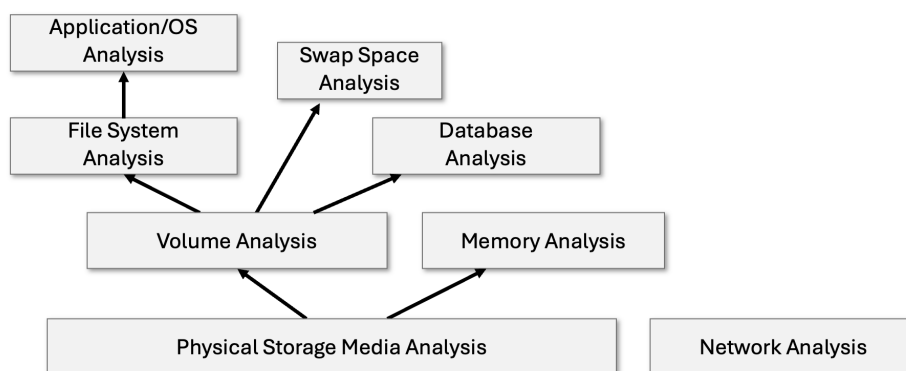 Application/OS
Analysis
Swap Space
Analysis
File System
Analysis
Database
Analysis
Volume Analysis
Memory Analysis
Physical Storage Media Analysis
Network Analysis